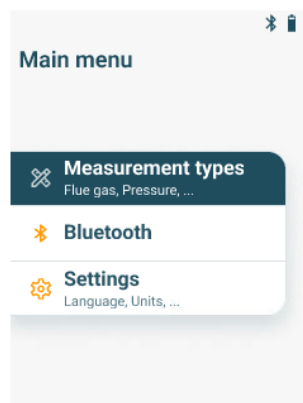 Main menu
Measurement types
Flue gas, Pressure, ...
Bluetooth
Settings
Language, Units, ...